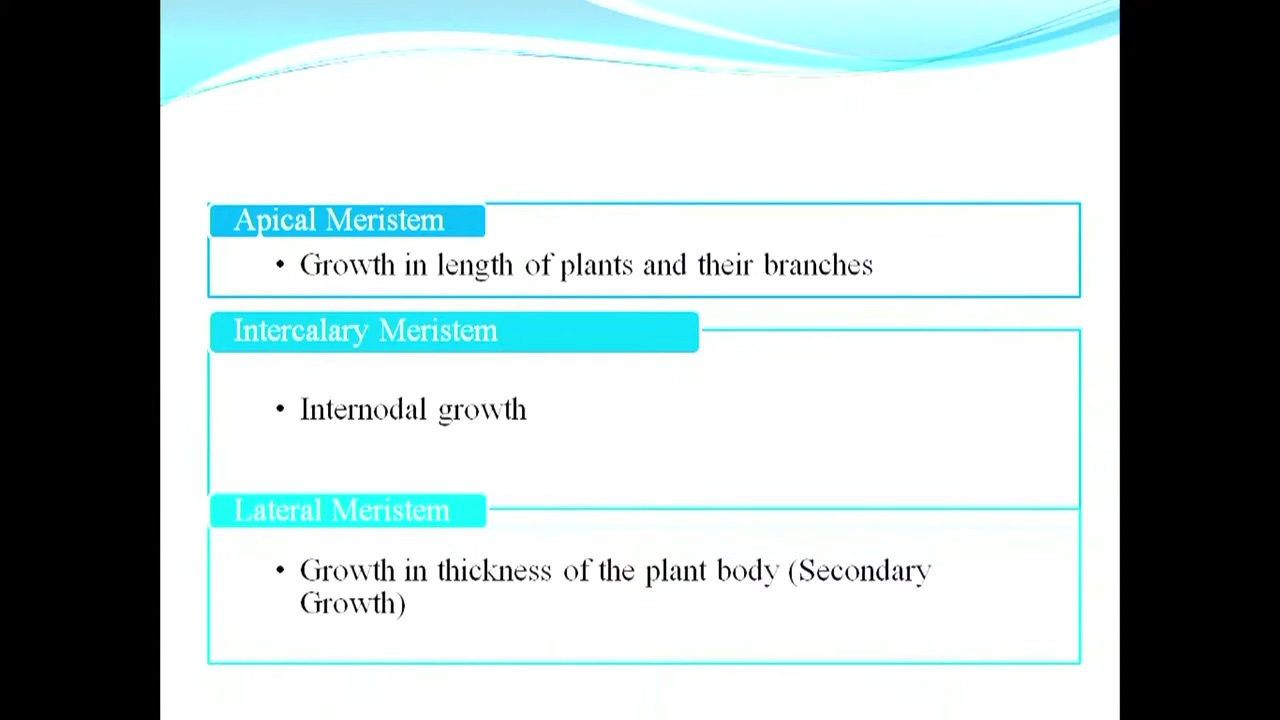 Apical Meristem
• Growth in length of plants and their branches
Intercalary Meristem
• Internodal growth
Lateral Meristem
• Growth in thickness of the plant body (Secondary
Growth)